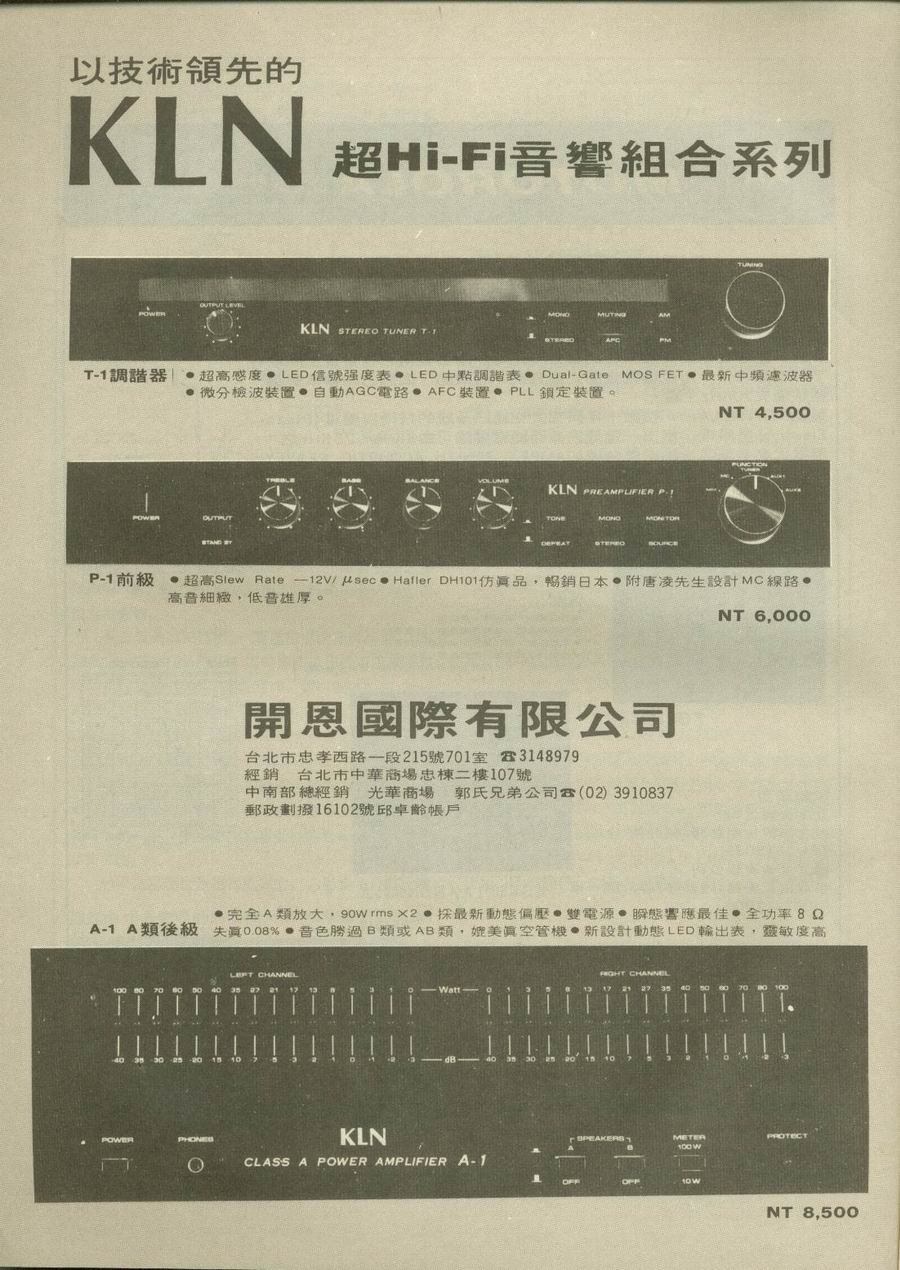 以技術領先的
KLN 超Hi-Fi音響組合系列
TUNING
POWER
OUTPUT LEVEL
KLN STEREO TUNER T-1
MONO MUTING AM
STEREO AFC FM
T-1調諧器 ●超高感度●LED信號强度表●LED中點調諧表●Dual-Gate MOS FET●最新中頻濾波器
●微分檢波裝置●自動AGC電路●AFC裝置●PLL 鎖定裝置。
NT 4,500
TREBLE BASS BALANCE VOLUME
FUNCTION
TUNER
MC AUX1
MM AUX2
KLN PREAMPLIFIER P-1
POWER OUTPUT TONE MONO MONITOR
STAND BY DEFEAT STEREO SOURCE
P-1前級 ●超高Slew Rate —12V/μsec●Hafler DH101仿眞品，暢銷日本●附唐凌先生設計MC線路●
高音細緻，低音雄厚。
NT 6,000
開恩國際有限公司
台北市忠孝西路一段215號701室 ☎3148979
經銷 台北市中華商場忠棟二樓107號
中南部總經銷 光華商場 郭氏兄弟公司☎(02) 3910837
郵政劃撥16102號邱卓齡帳戶
●完全A類放大，90W rms×2●採最新動態偏壓●雙電源●瞬態響應最佳●全功率 8 Ω
A-1 A類後級 失眞0.08%●音色勝過B類或AB類，媲美眞空管機●新設計動態LED輸出表，靈敏度高
LEFT CHANNEL RIGHT CHANNEL
100 80 70 60 50 40 35 27 21 17 13 8 5 3 1 0 —Watt— 0 1 3 5 8 13 17 21 27 35 40 50 60 70 80 100
-40 -35 -30 -25 -20 -15 -10 -7 -5 -3 -2 -1 0 -1 -2 -3 —dB— 40 35 30 -25 -20 15 10 7 5 3 2 1 0 -1 -2 -3
POWER PHONES KLN
CLASS A POWER AMPLIFIER A-1
SPEAKERS METER PROTECT
A B 100W
OFF OFF 10W
NT 8,500